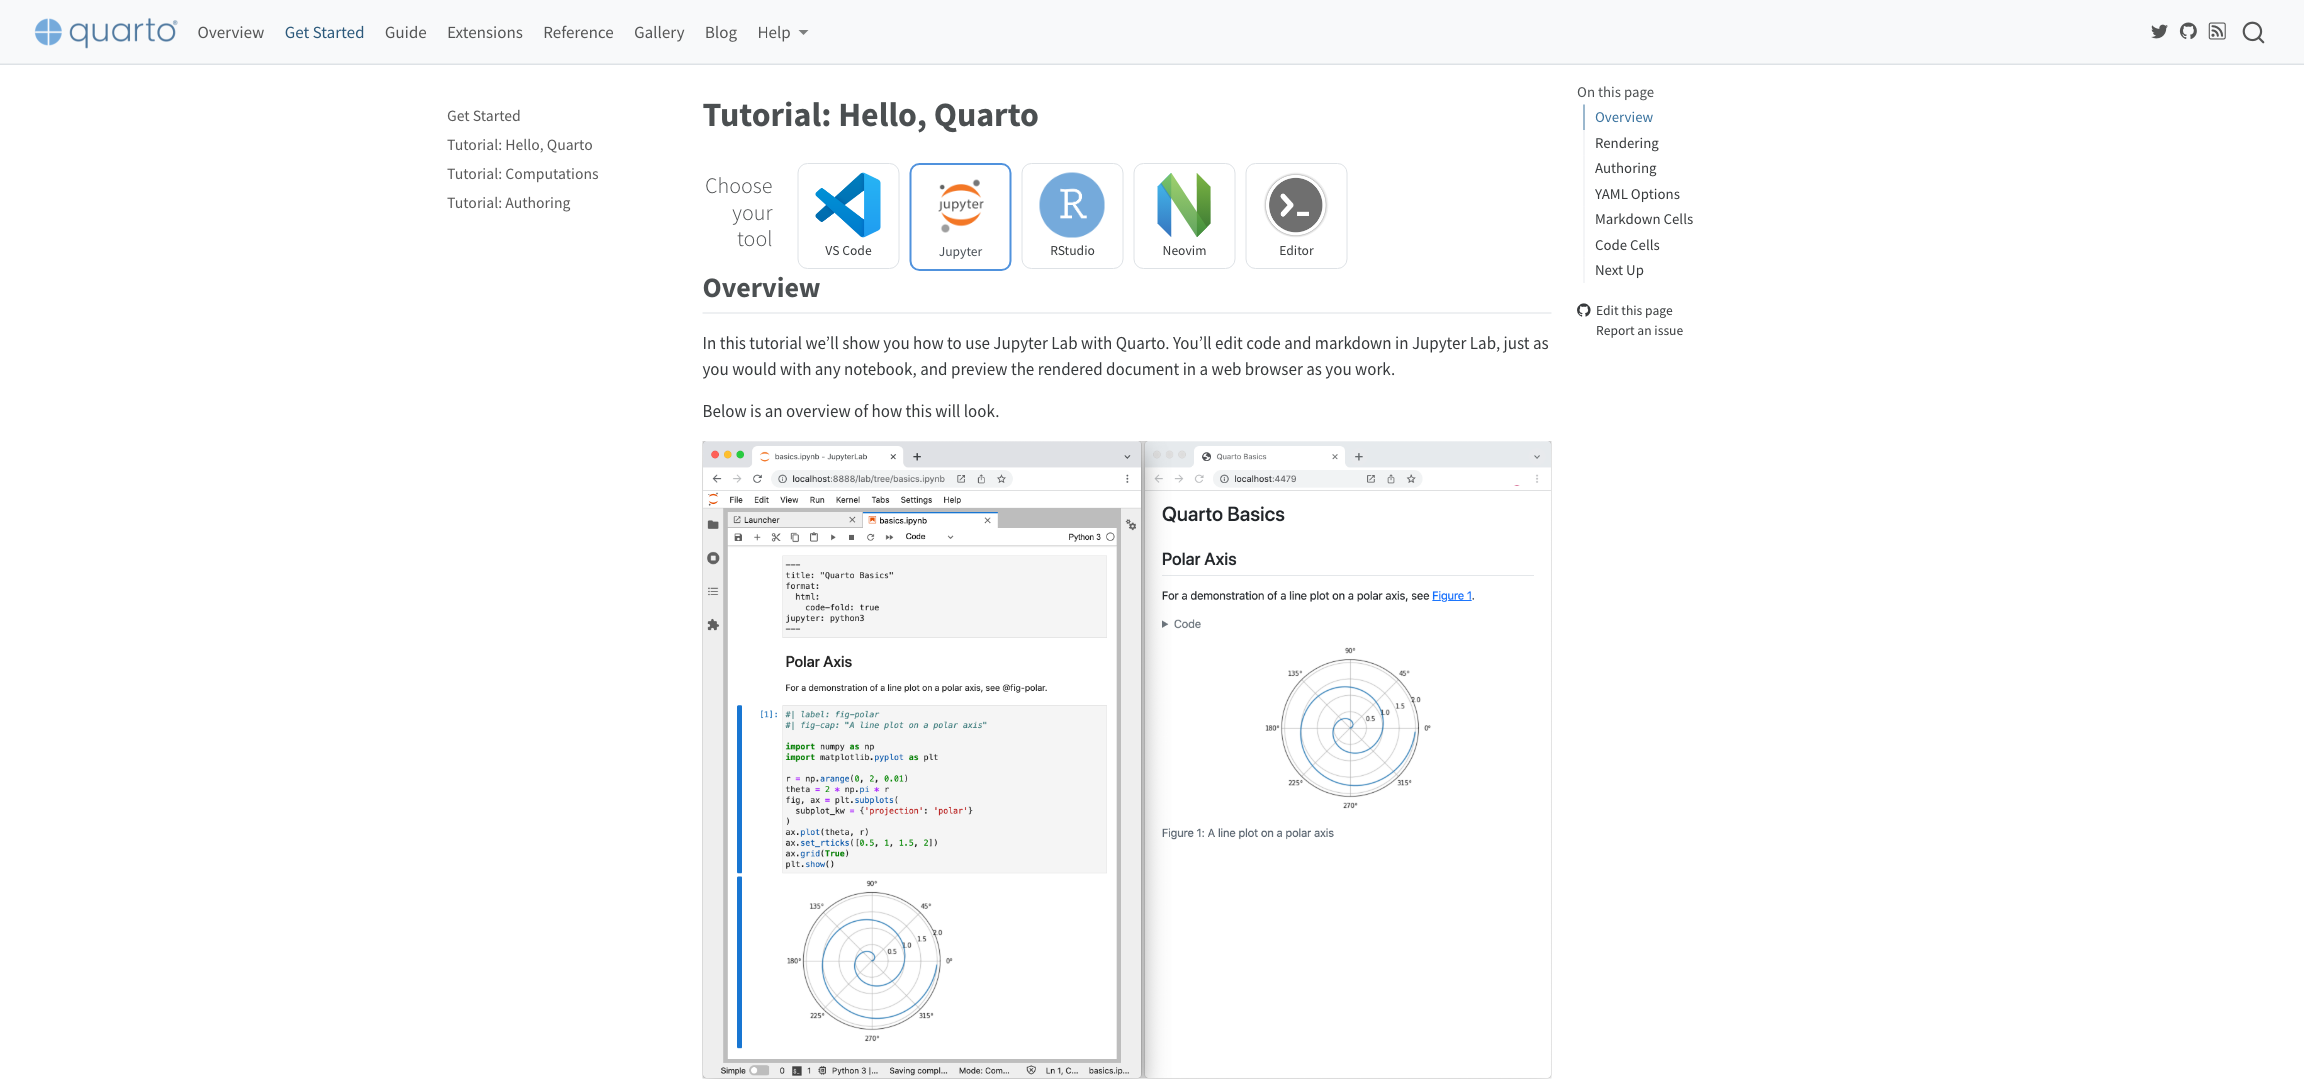 quarto
Overview Get Started Guide Extensions Reference Gallery Blog Help
Get Started
Tutorial: Hello, Quarto
Tutorial: Computations
Tutorial: Authoring
Tutorial: Hello, Quarto
Choose
your
tool
VS Code
jupyter
Jupyter
R
RStudio
Neovim
Editor
Overview
In this tutorial we’ll show you how to use Jupyter Lab with Quarto. You’ll edit code and markdown in Jupyter Lab, just as
you would with any notebook, and preview the rendered document in a web browser as you work.
Below is an overview of how this will look.
basics.ipynb - JupyterLab
localhost:8888/lab/tree/basics.ipynb
File Edit View Run Kernel Tabs Settings Help
Launcher
basics.ipynb
Code
Python 3
---
title: "Quarto Basics"
format:
html:
code-fold: true
jupyter: python3
---
Polar Axis
For a demonstration of a line plot on a polar axis, see @fig-polar.
[1]: #| label: fig-polar
#| fig-cap: "A line plot on a polar axis"
import numpy as np
import matplotlib.pyplot as plt
r = np.arange(0, 2, 0.01)
theta = 2 * np.pi * r
fig, ax = plt.subplots(
subplot_kw = {'projection': 'polar'}
)
ax.plot(theta, r)
ax.set_rticks([0.5, 1, 1.5, 2])
ax.grid(True)
plt.show()
90°
135° 45°
2.0
1.5
1.0
0.5
180° 0°
225° 315°
270°
Simple 0 1 Python 3 |... Saving compl... Mode: Com... Ln 1, C... basics.ip...
Quarto Basics
localhost:4479
Quarto Basics
Polar Axis
For a demonstration of a line plot on a polar axis, see Figure 1.
Code
90°
135° 45°
2.0
1.5
1.0
0.5
180° 0°
225° 315°
270°
Figure 1: A line plot on a polar axis
On this page
Overview
Rendering
Authoring
YAML Options
Markdown Cells
Code Cells
Next Up
Edit this page
Report an issue